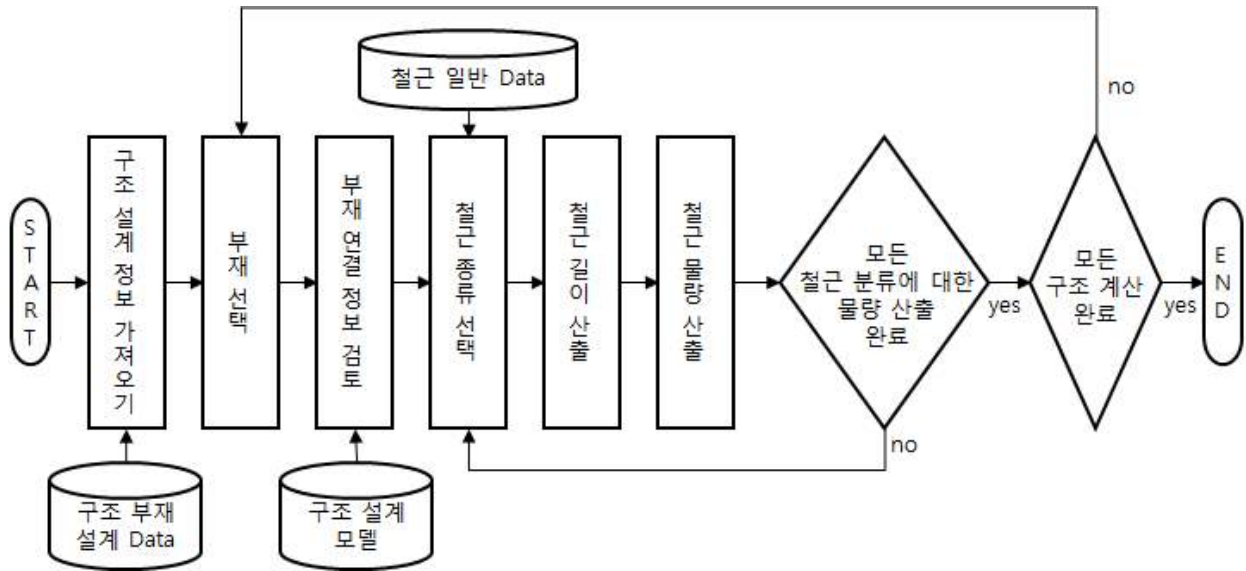 철근 일반 Data
no
START
구조 설계 정보 가져오기
부재 선택
부재 연결 정보 검토
철근 종류 선택
철근 길이 산출
철근 물량 산출
모든
철근 분류에 대한
물량 산출
완료
yes
모든
구조 계산
완료
yes
END
no
구조 부재
설계 Data
구조 설계
모델